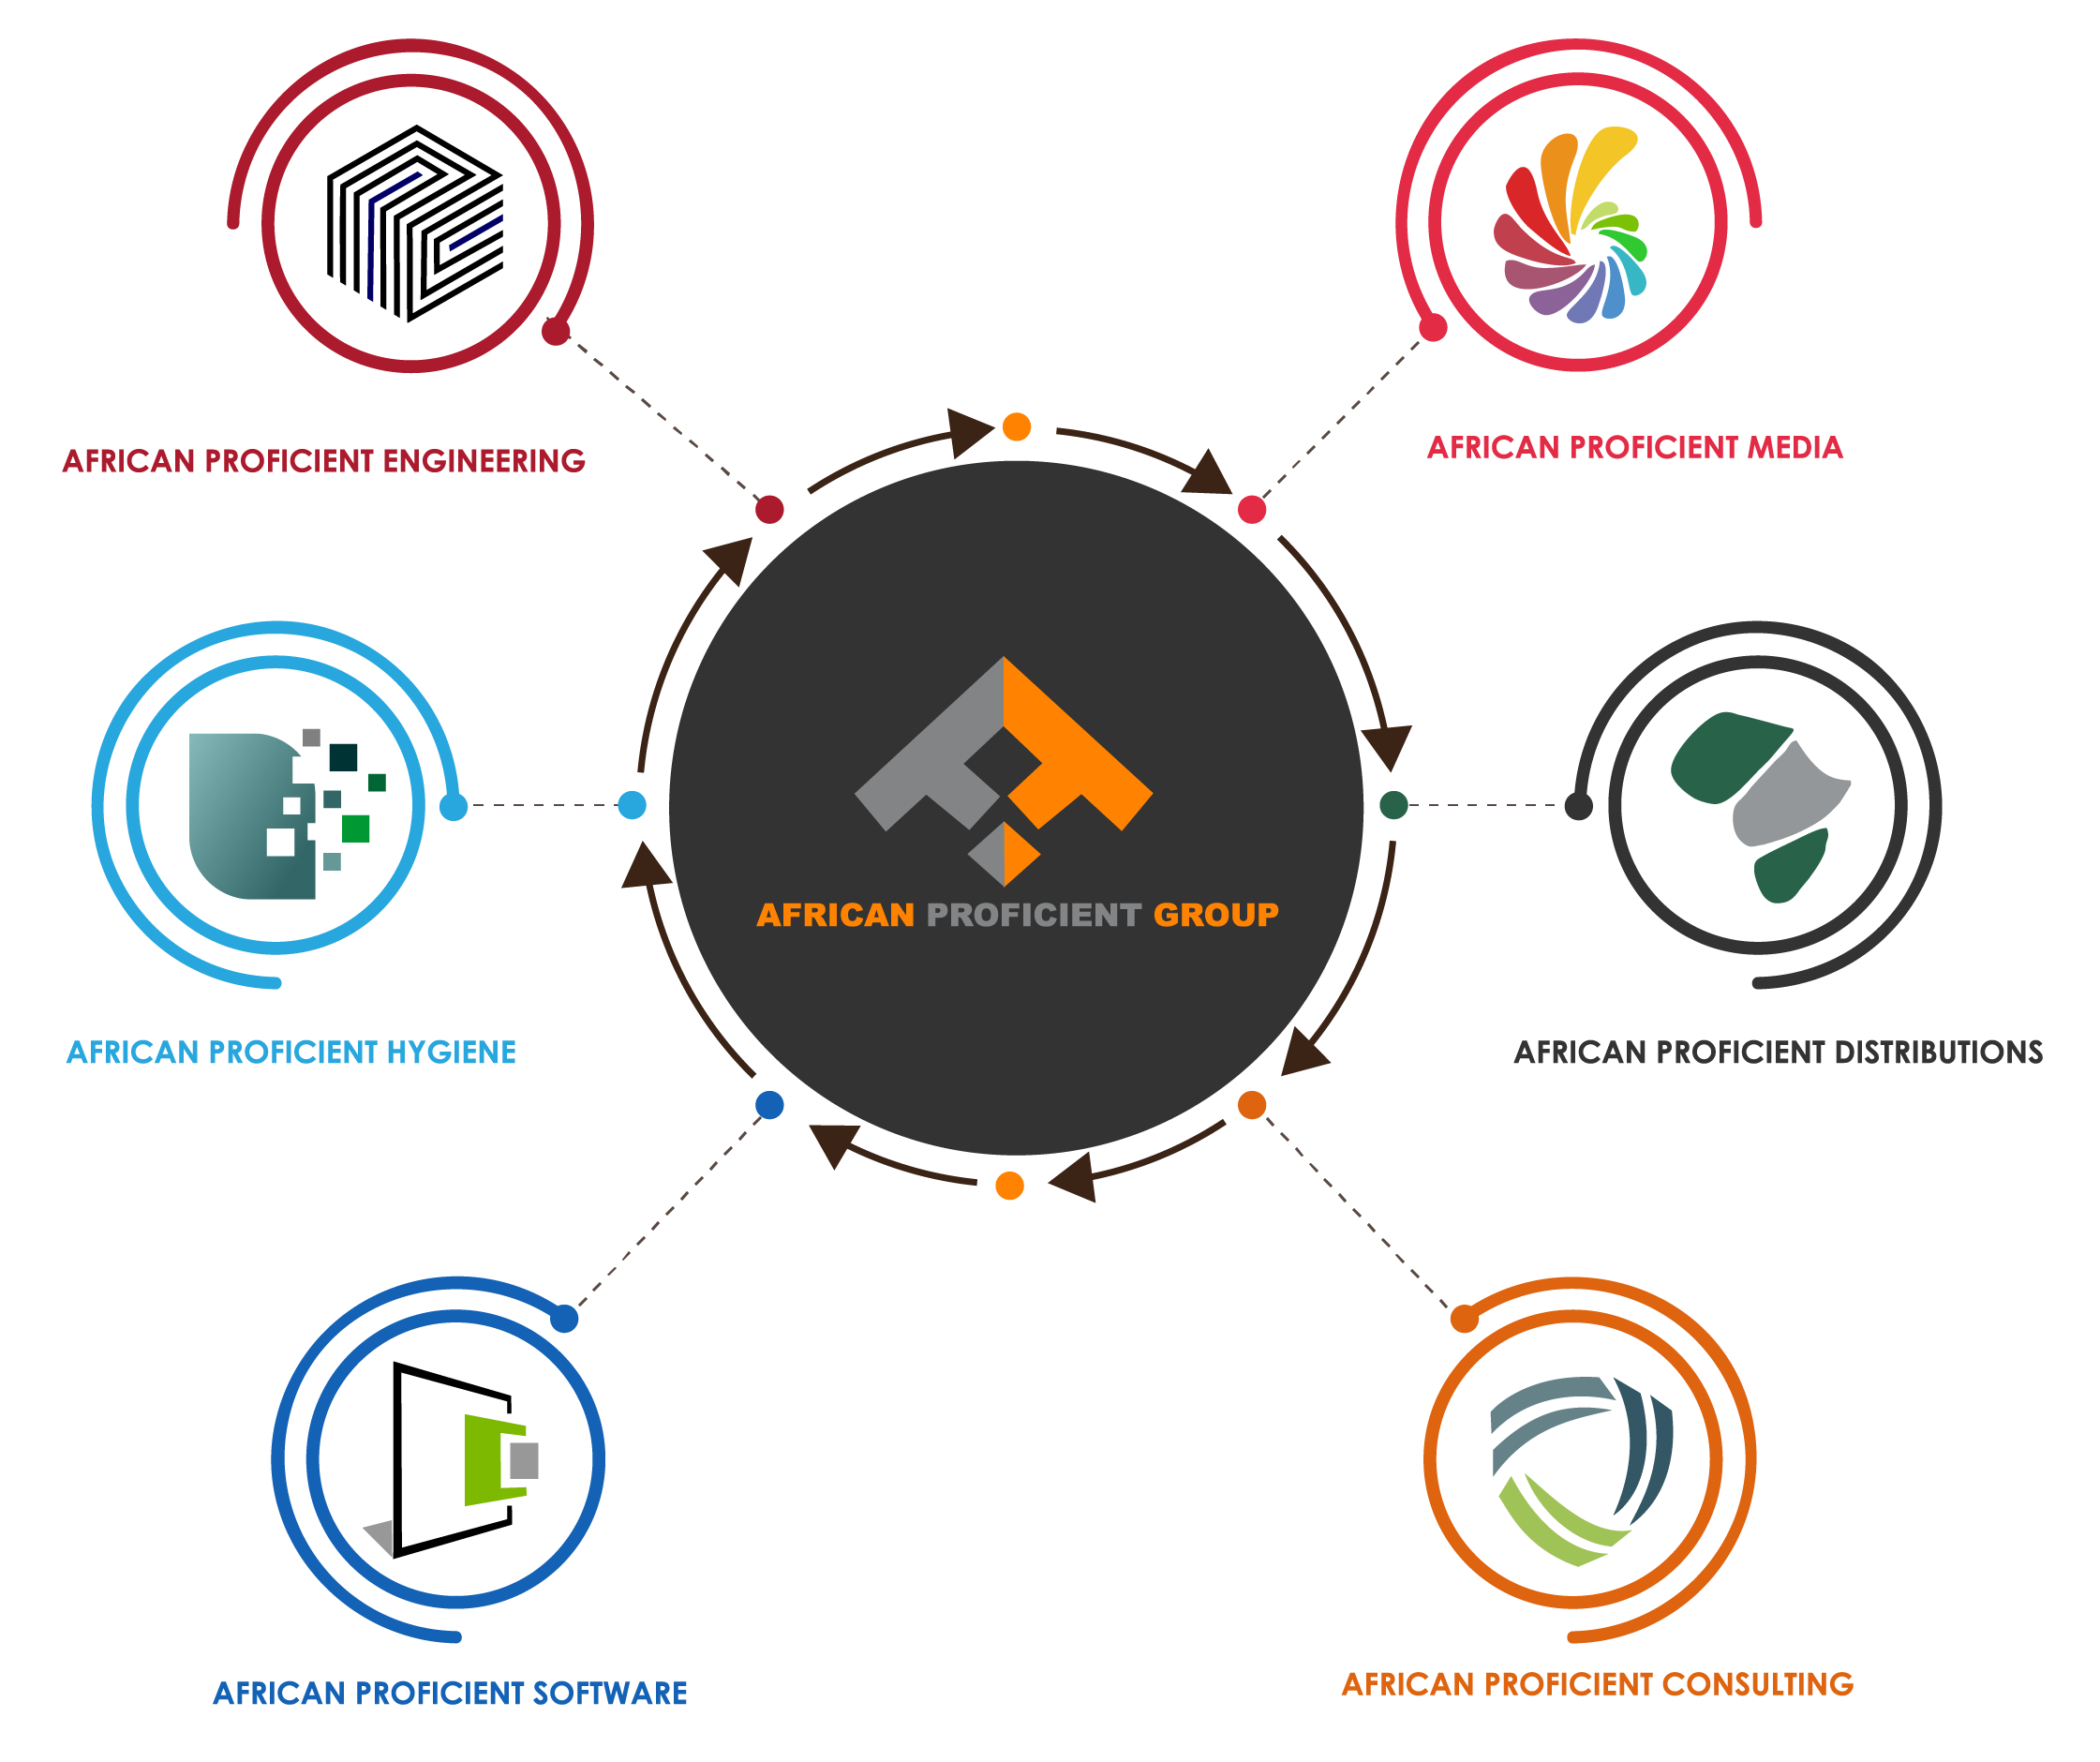 AFRICAN PROFICIENT ENGINEERING
AFRICAN PROFICIENT MEDIA
AFRICAN PROFICIENT GROUP
AFRICAN PROFICIENT HYGIENE
AFRICAN PROFICIENT DISTRIBUTIONS
AFRICAN PROFICIENT SOFTWARE
AFRICAN PROFICIENT CONSULTING